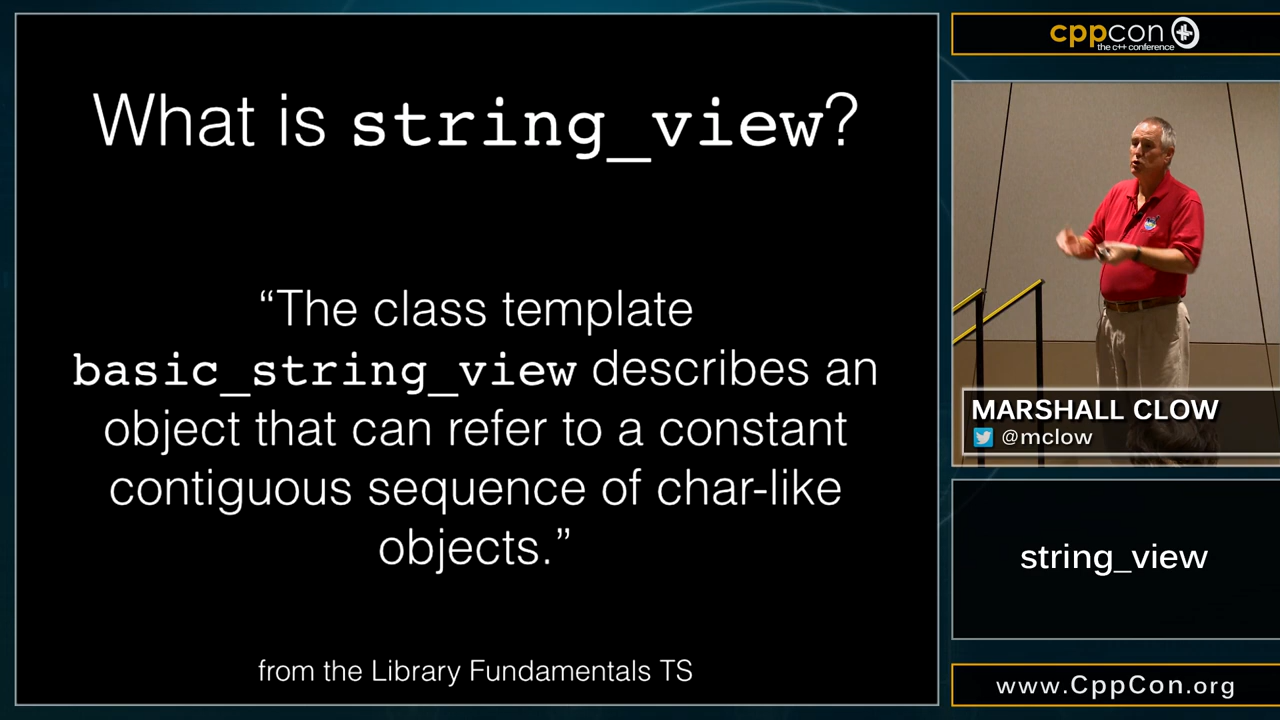 What is string_view?
“The class template
basic_string_view describes an
object that can refer to a constant
contiguous sequence of char-like
objects.”
from the Library Fundamentals TS
cppcon
the c++ conference
MARSHALL CLOW
@mclow
string_view
www.CppCon.org